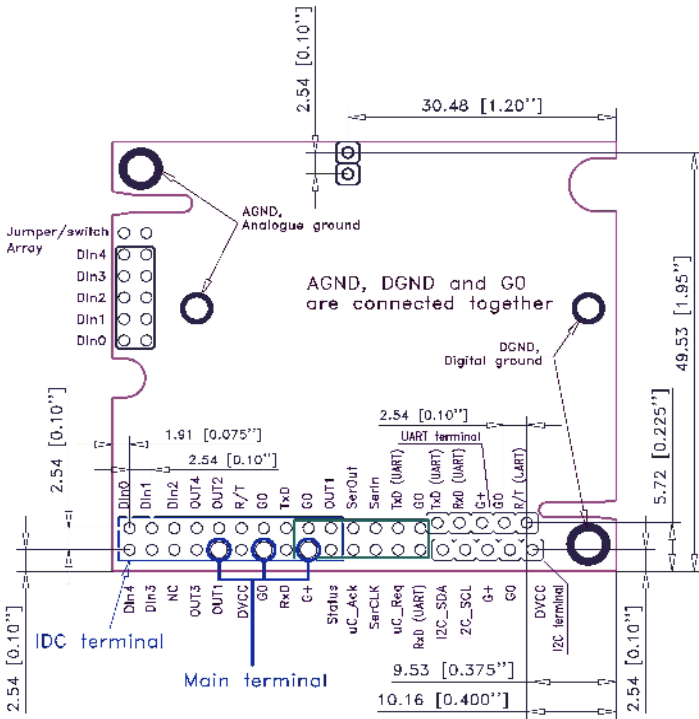 2.54 [0.10"]
30.48 [1.20"]
AGND,
Analogue ground
Jumper/switch
Array
DIn4
DIn3
DIn2
DIn1
DIn0
AGND, DGND and G0
are connected together
DGND,
Digital ground
49.53 [1.95"]
2.54 [0.10"]
1.91 [0.075"]
2.54 [0.10"]
2.54 [0.10"]
UART terminal
5.72 [0.225"]
DIn0
DIn1
DIn2
OUT4
OUT2
R/T
G0
TxD
G0
OUT1
SerOut
SerIn
TxD (UART)
G0
TxD (UART)
RxD (UART)
G+
G0
R/T (UART)
DIn4
DIn3
NC
OUT3
OUT1
DVCC
G0
RxD
G+
Status
uC_Ack
SerCLK
uC_Req
RxD (UART)
I2C_SDA
2C_SCL
G+
G0
DVCC
I2C terminal
IDC terminal
Main terminal
2.54 [0.10"]
9.53 [0.375"]
10.16 [0.400"]
2.54 [0.10"]